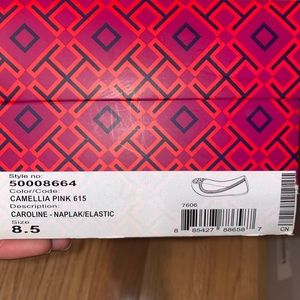 Style no:
50008664
Color/Code:
CAMELLIA PINK 615
Description:
CAROLINE - NAPLAK/ELASTIC
Size
8.5
7606
8 85427 88658 7 CN